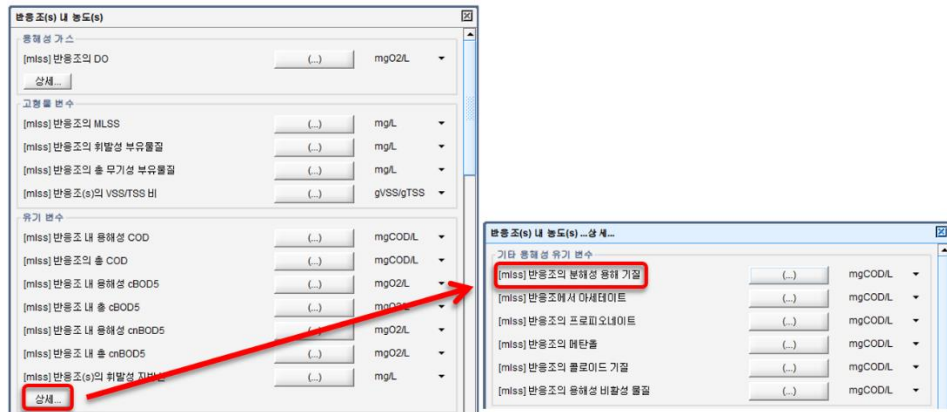 반응조(s) 내 농도(s)
용해성 가스
[mlss] 반응조의 DO (...) mgO2/L
상세...
고형물 변수
[mlss] 반응조의 MLSS (...) mg/L
[mlss] 반응조의 휘발성 부유물질 (...) mg/L
[mlss] 반응조의 총 무기성 부유물질 (...) mg/L
[mlss] 반응조(s)의 VSS/TSS 비 (...) gVSS/gTSS
유기 변수
[mlss] 반응조 내 용해성 COD (...) mgCOD/L
[mlss] 반응조의 총 COD (...) mgCOD/L
[mlss] 반응조 내 용해성 cBOD5 (...) mgO2/L
[mlss] 반응조 내 총 cBOD5 (...) mgO2/L
[mlss] 반응조 내 용해성 cnBOD5 (...) mgO2/L
[mlss] 반응조 내 총 cnBOD5 (...) mgO2/L
[mlss] 반응조(s)의 휘발성 (...) mg/L
상세...
반응조(s) 내 농도(s) ...상세...
기타 용해성 유기 변수
[mlss] 반응조의 분해성 용해 기질 (...) mgCOD/L
[mlss] 반응조에서 아세테이트 (...) mgCOD/L
[mlss] 반응조의 프로피오네이트 (...) mgCOD/L
[mlss] 반응조의 메탄올 (...) mgCOD/L
[mlss] 반응조의 콜로이드 기질 (...) mgCOD/L
[mlss] 반응조의 용해성 비활성 물질 (...) mgCOD/L